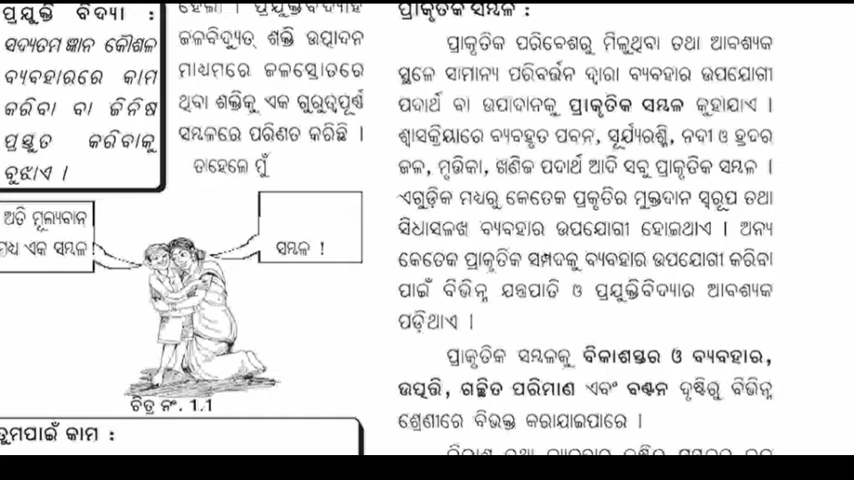 ପ୍ରଯୁକ୍ତି ବିଦ୍ୟା :
ସଦ୍ୟତମ ଜ୍ଞାନ କୌଶଳ
ବ୍ୟବହାରରେ କାମ
କରିବା ବା ଜିନିଷ
ପ୍ରସ୍ତୁତ କରିବାକୁ
ବୁଝାଏ ।
ହେଲା । ପ୍ରଯୁକ୍ତିବିଦ୍ୟାହିଁ
ଜଳବିଦ୍ୟୁତ୍ ଶକ୍ତି ଉତ୍ପାଦନ
ମାଧ୍ୟମରେ ଜଳସ୍ରୋତରେ
ଥିବା ଶକ୍ତିକୁ ଏକ ଗୁରୁତ୍ୱପୂର୍ଣ୍ଣ
ସମ୍ବଳରେ ପରିଣତ କରିଛି ।
ତାହେଲେ ମୁଁ
ଅତି ମୂଲ୍ୟବାନ
ମଧ୍ୟ ଏକ ସମ୍ବଳ!
ସମ୍ବଳ !
ଚିତ୍ର ନଂ. 1.1
ତୁମପାଇଁ କାମ :
ପ୍ରାକୃତିକ ସମ୍ବଳ :
ପ୍ରାକୃତିକ ପରିବେଶରୁ ମିଳୁଥିବା ତଥା ଆବଶ୍ୟକ
ସ୍ଥଳେ ସାମାନ୍ୟ ପରିବର୍ତ୍ତନ ଦ୍ୱାରା ବ୍ୟବହାର ଉପଯୋଗୀ
ପଦାର୍ଥ ବା ଉପାଦାନକୁ ପ୍ରାକୃତିକ ସମ୍ବଳ କୁହାଯାଏ ।
ଶ୍ୱାସକ୍ରିୟାରେ ବ୍ୟବହୃତ ପବନ, ସୂର୍ଯ୍ୟରଶ୍ମି, ନଦୀ ଓ ହ୍ରଦର
ଜଳ, ମୃତ୍ତିକା, ଖଣିଜ ପଦାର୍ଥ ଆଦି ସବୁ ପ୍ରାକୃତିକ ସମ୍ବଳ ।
ଏଗୁଡ଼ିକ ମଧ୍ୟରୁ କେତେକ ପ୍ରକୃତିର ମୁକ୍ତଦାନ ସ୍ୱରୂପ ତଥା
ସିଧାସଳଖ ବ୍ୟବହାର ଉପଯୋଗୀ ହୋଇଥାଏ । ଅନ୍ୟ
କେତେକ ପ୍ରାକୃତିକ ସମ୍ପଦକୁ ବ୍ୟବହାର ଉପଯୋଗୀ କରିବା
ପାଇଁ ବିଭିନ୍ନ ଯନ୍ତ୍ରପାତି ଓ ପ୍ରଯୁକ୍ତିବିଦ୍ୟାର ଆବଶ୍ୟକ
ପଡ଼ିଥାଏ ।
ପ୍ରାକୃତିକ ସମ୍ବଳକୁ ବିକାଶସ୍ତର ଓ ବ୍ୟବହାର,
ଉତ୍ପତ୍ତି, ଗଚ୍ଛିତ ପରିମାଣ ଏବଂ ବଣ୍ଟନ ଦୃଷ୍ଟିରୁ ବିଭିନ୍ନ
ଶ୍ରେଣୀରେ ବିଭକ୍ତ କରାଯାଇପାରେ ।